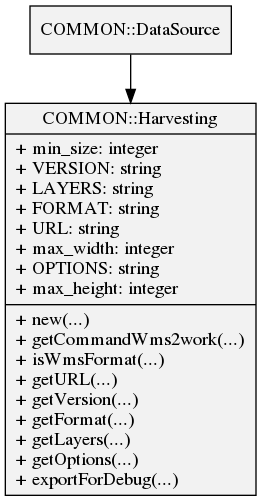 COMMON::DataSource
COMMON::Harvesting
+ min_size: integer
+ VERSION: string
+ LAYERS: string
+ FORMAT: string
+ URL: string
+ max_width: integer
+ OPTIONS: string
+ max_height: integer
+ new(...)
+ getCommandWms2work(...)
+ isWmsFormat(...)
+ getURL(...)
+ getVersion(...)
+ getFormat(...)
+ getLayers(...)
+ getOptions(...)
+ exportForDebug(...)